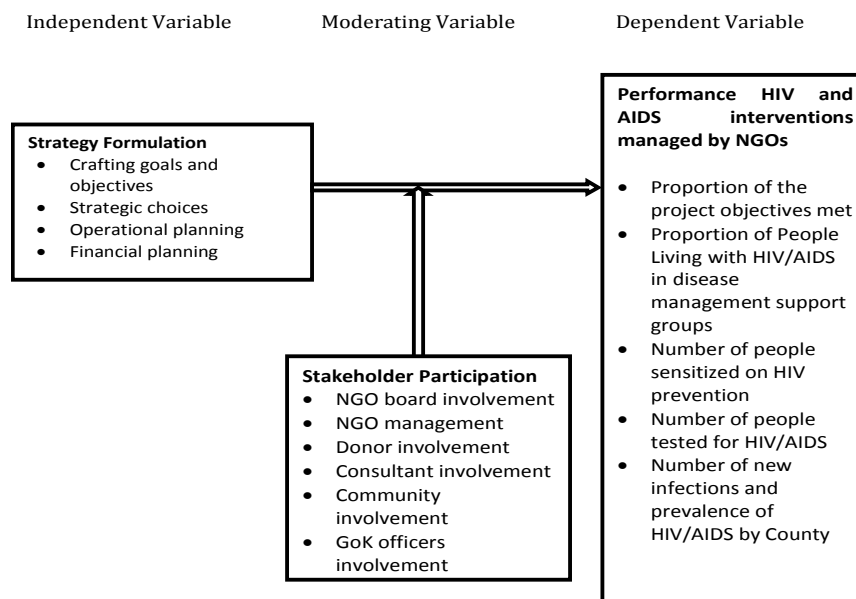 Independent Variable
Moderating Variable
Dependent Variable
Strategy Formulation
• Crafting goals and
objectives
• Strategic choices
• Operational planning
• Financial planning
Stakeholder Participation
• NGO board involvement
• NGO management
• Donor involvement
• Consultant involvement
• Community
involvement
• GoK officers
involvement
Performance HIV and
AIDS interventions
managed by NGOs
• Proportion of the
project objectives met
• Proportion of People
Living with HIV/AIDS
in disease
management support
groups
• Number of people
sensitized on HIV
prevention
• Number of people
tested for HIV/AIDS
• Number of new
infections and
prevalence of
HIV/AIDS by County